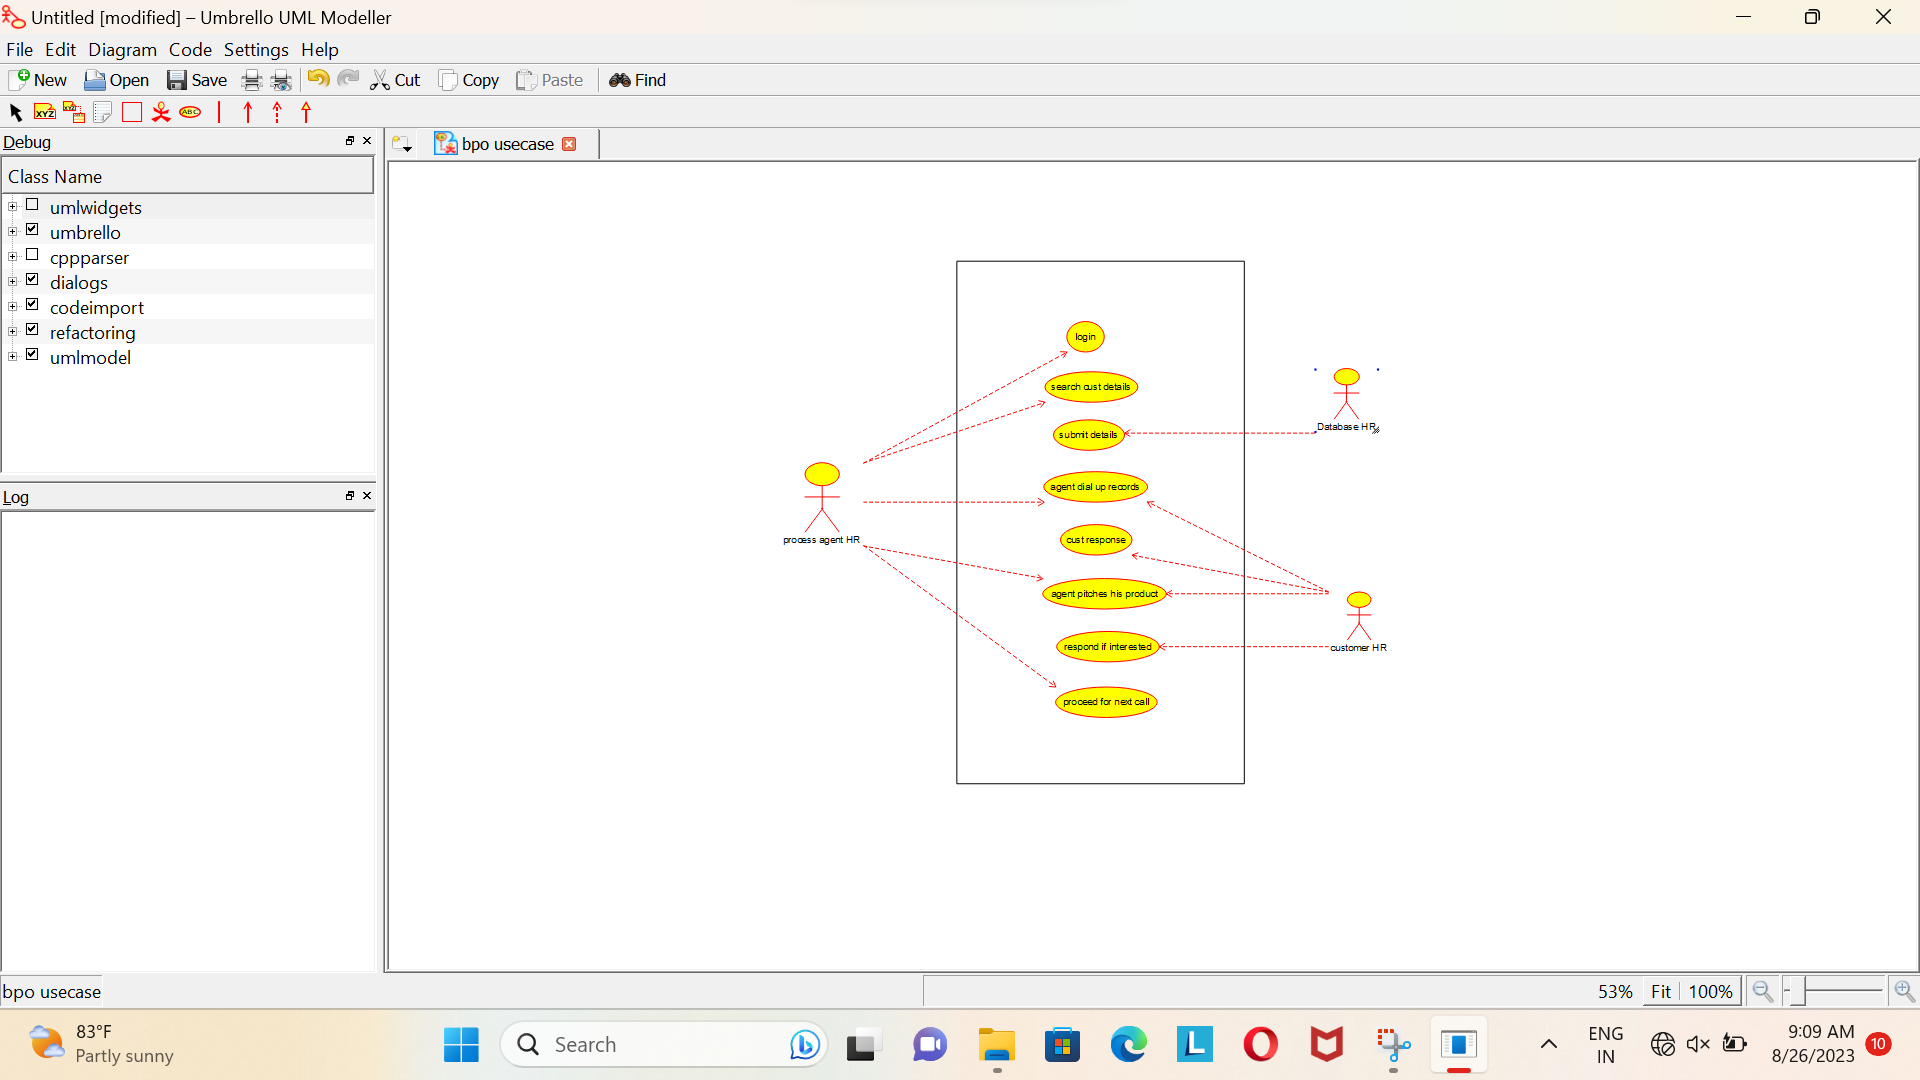 Untitled [modified] – Umbrello UML Modeller
File Edit Diagram Code Settings Help
New Open Save Cut Copy Paste Find
XYZ XYZ ABC
Debug
bpo usecase
Class Name
umlwidgets
umbrello
cppparser
dialogs
codeimport
refactoring
umlmodel
Log
login
search cust details
submit details
agent dial up records
cust response
agent pitches his product
respond if interested
proceed for next call
process agent HR
Database HR
customer HR
bpo usecase
53% Fit 100%
83°F
Partly sunny
Search
L
ENG
IN
9:09 AM
8/26/2023
10